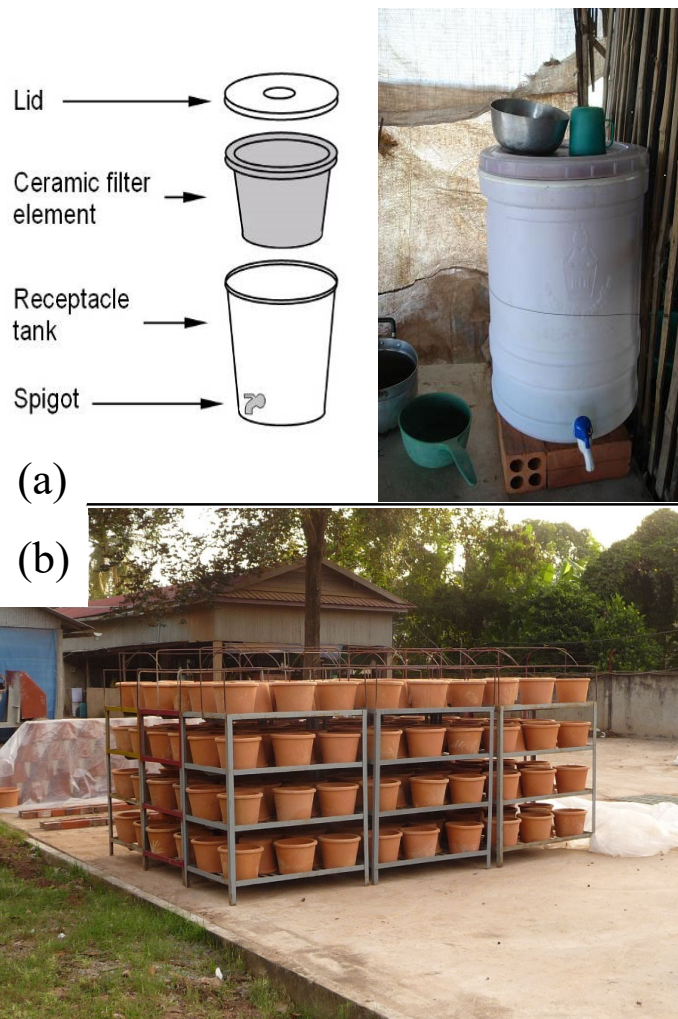 Lid
Ceramic filter
element
Receptacle
tank
Spigot
(a)
(b)